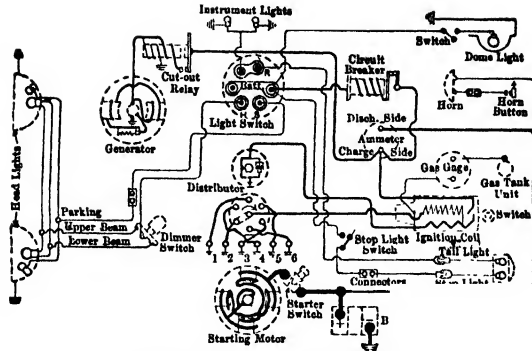 Instrument Lights
Switch
Dome Light
Cut-out
Relay
Circuit
Breaker
Horn
Horn
Button
Batt.
R
Light Switch
H
Generator
B
Disch. Side
Ammeter
Charge Side
Head Lights
Distributor
Gas Gage
Gas Tank
Unit
Parking
Upper Beam
Lower Beam
Dimmer
Switch
Switch
Ignition Coil
1 2 3 4 5 6
Stop Light
Switch
Tail Light
Stop Light
Connectors
Starter
Switch
B
Starting Motor